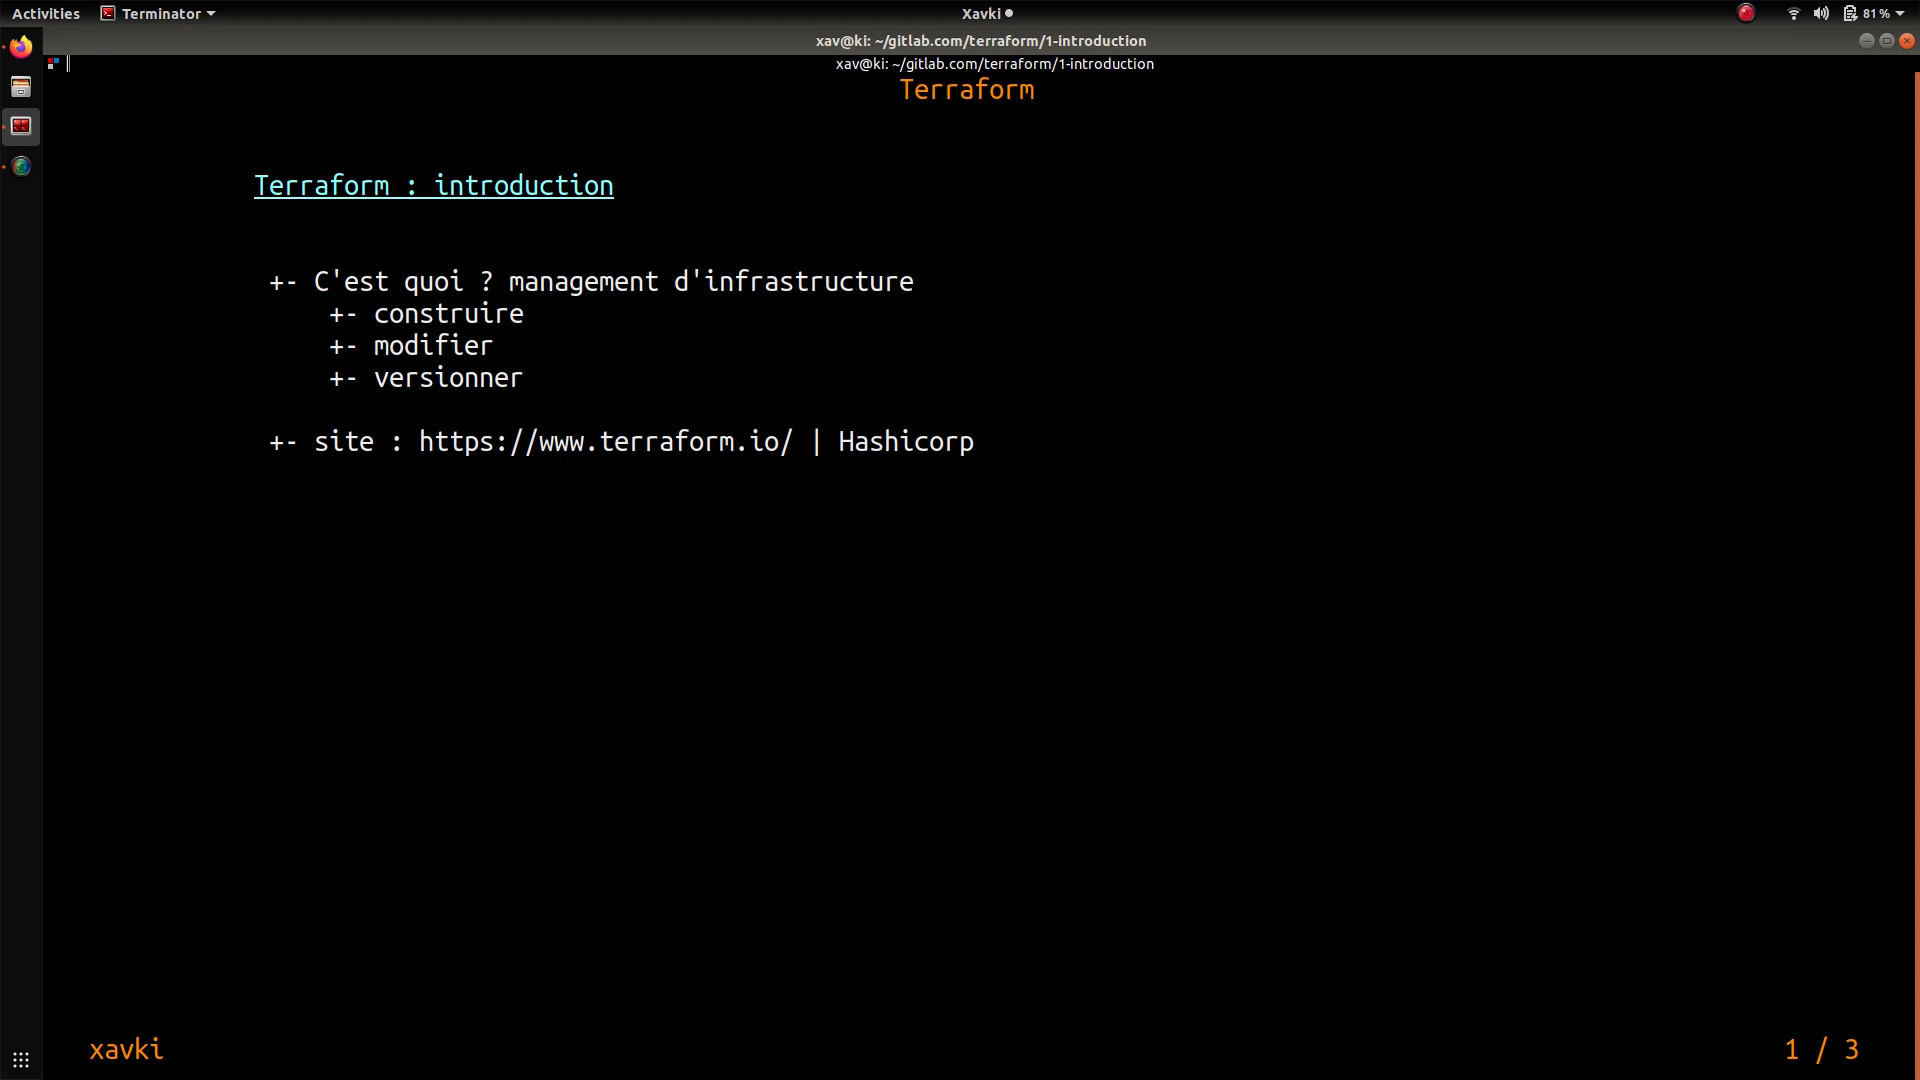 Activities Terminator Xavki 81%
xav@ki: ~/gitlab.com/terraform/1-introduction
xav@ki: ~/gitlab.com/terraform/1-introduction
Terraform
Terraform : introduction
+- C'est quoi ? management d'infrastructure
+- construire
+- modifier
+- versionner
+- site : https://www.terraform.io/ | Hashicorp
xavki 1 / 3